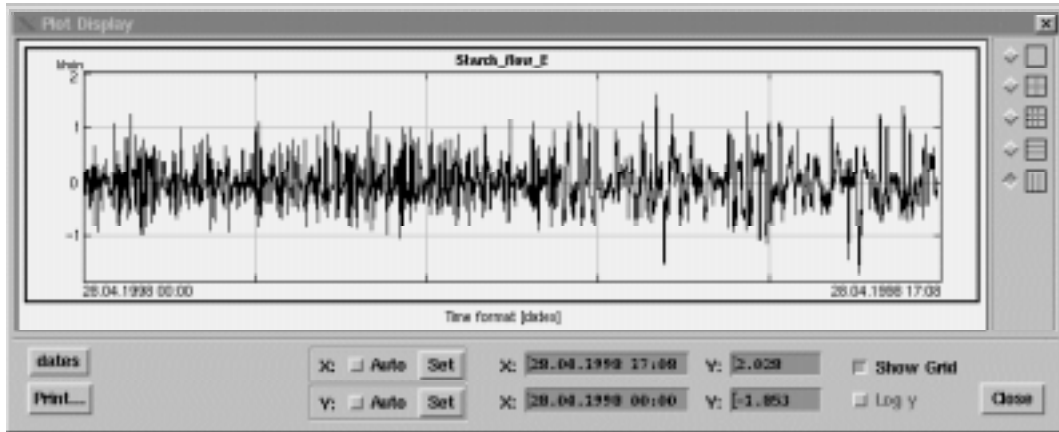 Plot Display
Starch_flow_E
l/min
2
1
0
-1
28.04.1998 00:00 28.04.1998 17:08
Time format [dates]
dates X: Auto Set X: 28.04.1998 17:08 Y: 2.028 Show Grid
Print... Y: Auto Set X: 28.04.1998 00:00 Y: -1.853 Log y Close